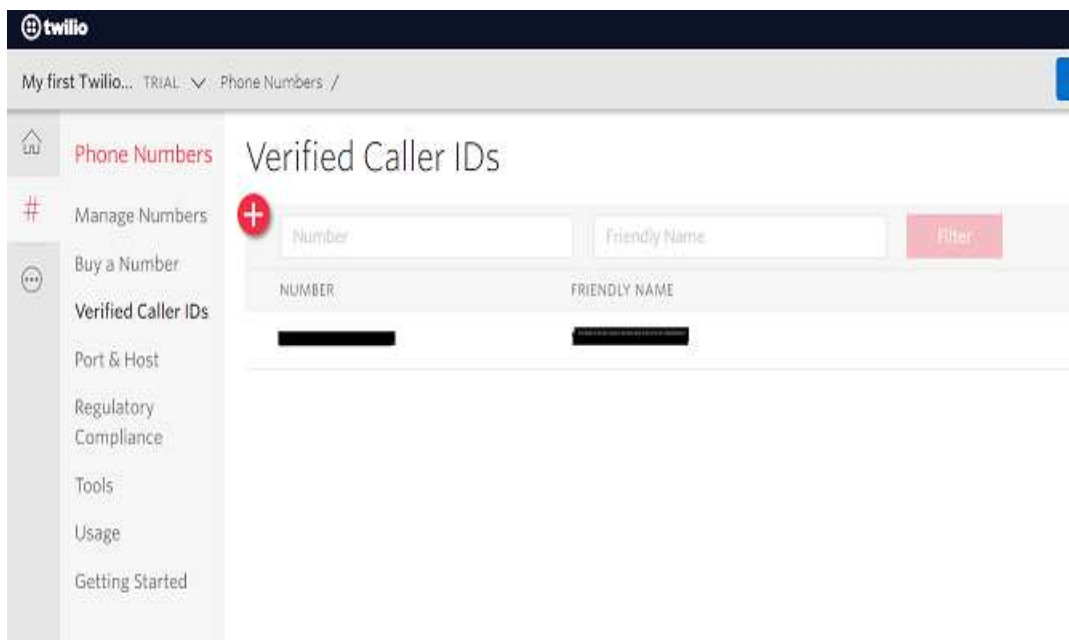 twilio
My first Twilio... TRIAL Phone Numbers /
Phone Numbers
Manage Numbers
Buy a Number
Verified Caller IDs
Port & Host
Regulatory
Compliance
Tools
Usage
Getting Started
Verified Caller IDs
Number Friendly Name Filter
NUMBER FRIENDLY NAME